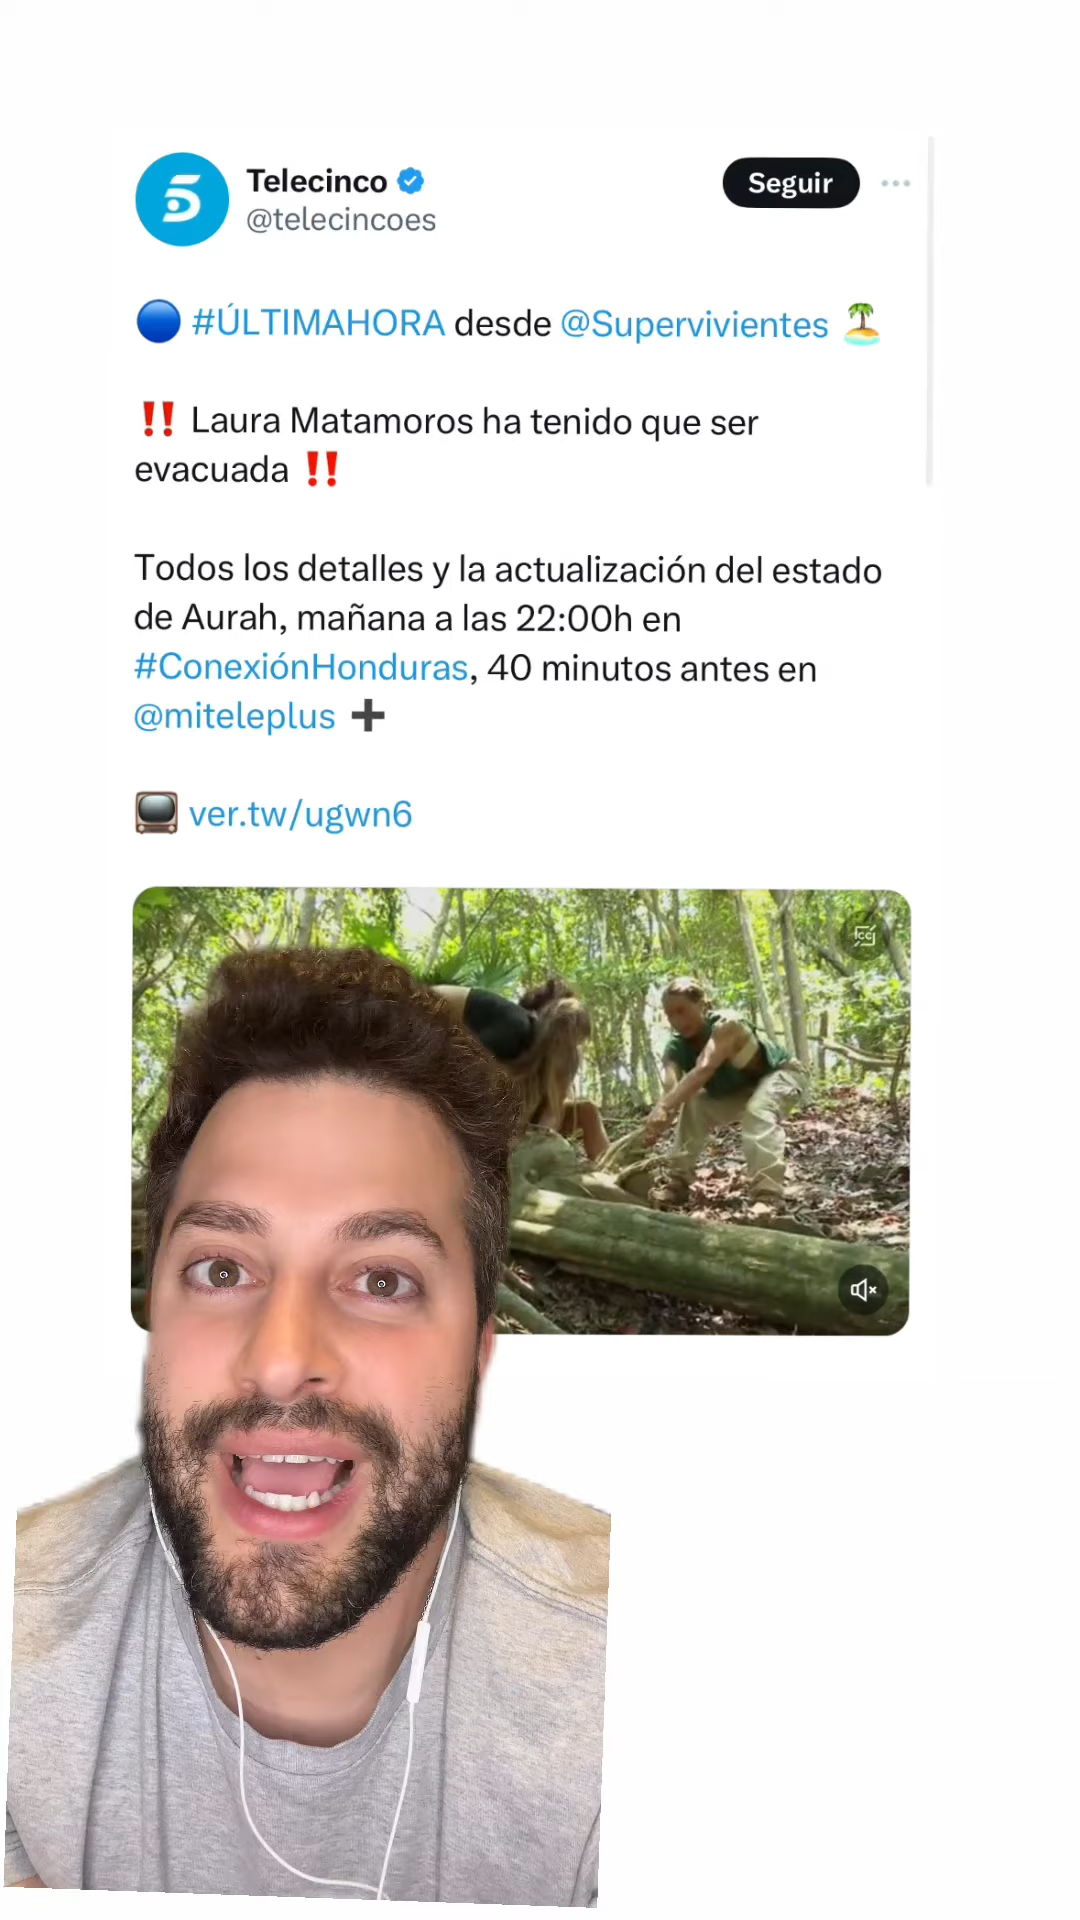 Telecinco
@telecincoes
Seguir
#ÚLTIMAHORA desde @Supervivientes
‼️ Laura Matamoros ha tenido que ser
evacuada ‼️
Todos los detalles y la actualización del estado
de Aurah, mañana a las 22:00h en
#ConexiónHonduras, 40 minutos antes en
@miteleplus ➕
ver.tw/ugwn6